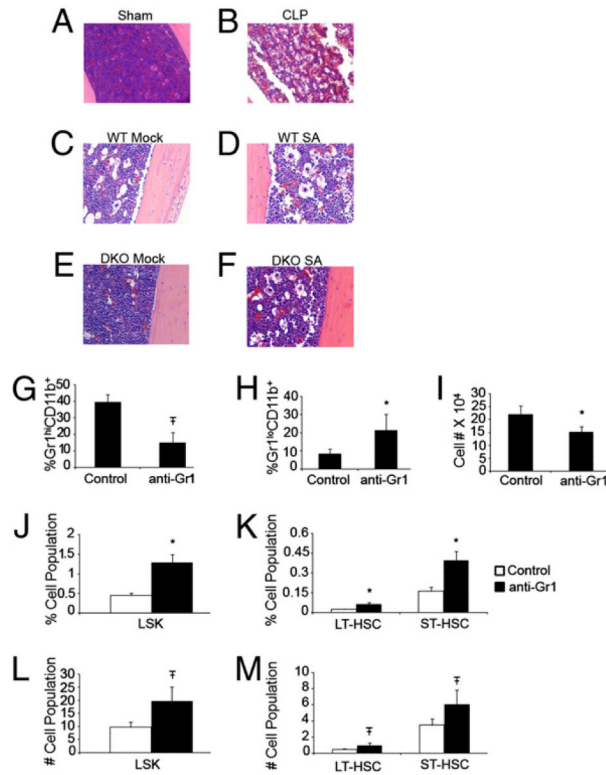 A Sham B CLP
C WT Mock D WT SA
E DKO Mock F DKO SA
G %Gr1hiCD11b+ 50 40 30 20 10 0 Control anti-Gr1 Ŧ
H %Gr1loCD11b+ 40 30 20 10 0 Control anti-Gr1 *
I Cell # X 10⁴ 25 20 15 10 5 0 Control anti-Gr1 *
J % Cell Population 2 1.5 1 0.5 0 LSK *
K % Cell Population 0.6 0.45 0.3 0.15 0 LT-HSC ST-HSC * *
Control
anti-Gr1
L # Cell Population 30 25 20 15 10 5 0 LSK Ŧ
M # Cell Population 10 8 6 4 2 0 LT-HSC ST-HSC Ŧ Ŧ